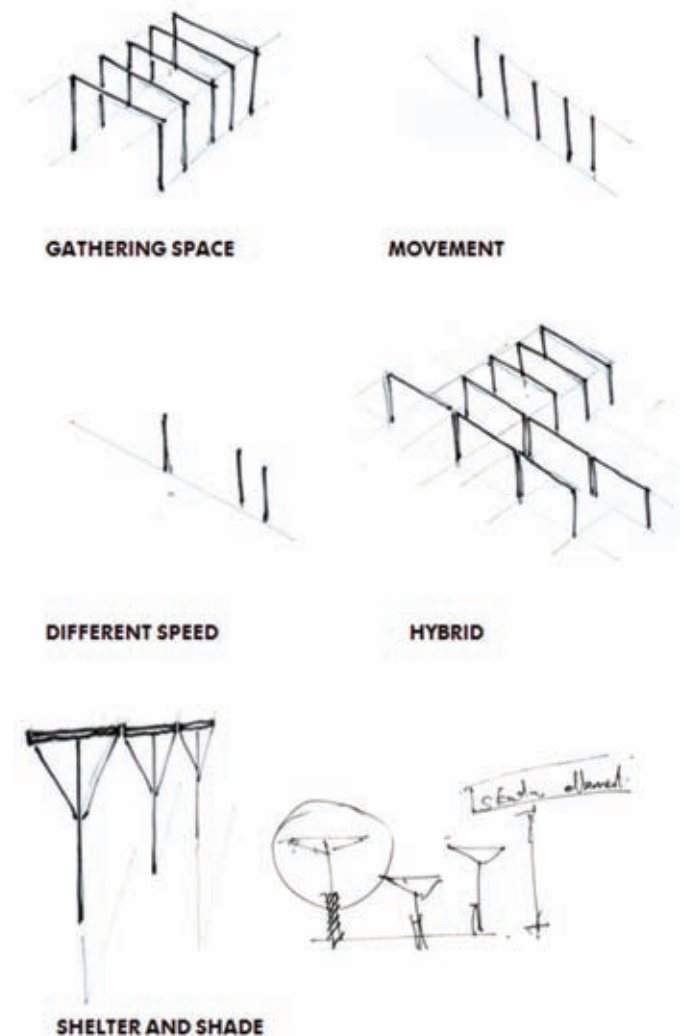 GATHERING SPACE
MOVEMENT
DIFFERENT SPEED
HYBRID
SHELTER AND SHADE